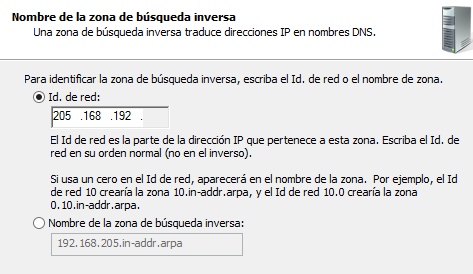 Nombre de la zona de búsqueda inversa
Una zona de búsqueda inversa traduce direcciones IP en nombres DNS.
Para identificar la zona de búsqueda inversa, escriba el Id. de red o el nombre de zona.
Id. de red:
205 .168 .192 .
El Id de red es la parte de la dirección IP que pertenece a esta zona. Escriba el Id. de
red en su orden normal (no en el inverso).
Si usa un cero en el Id de red, aparecerá en el nombre de la zona. Por ejemplo, el Id
de red 10 crearía la zona 10.in-addr.arpa, y el Id de red 10.0 crearía la zona
0.10.in-addr.arpa.
Nombre de la zona de búsqueda inversa:
192.168.205.in-addr.arpa